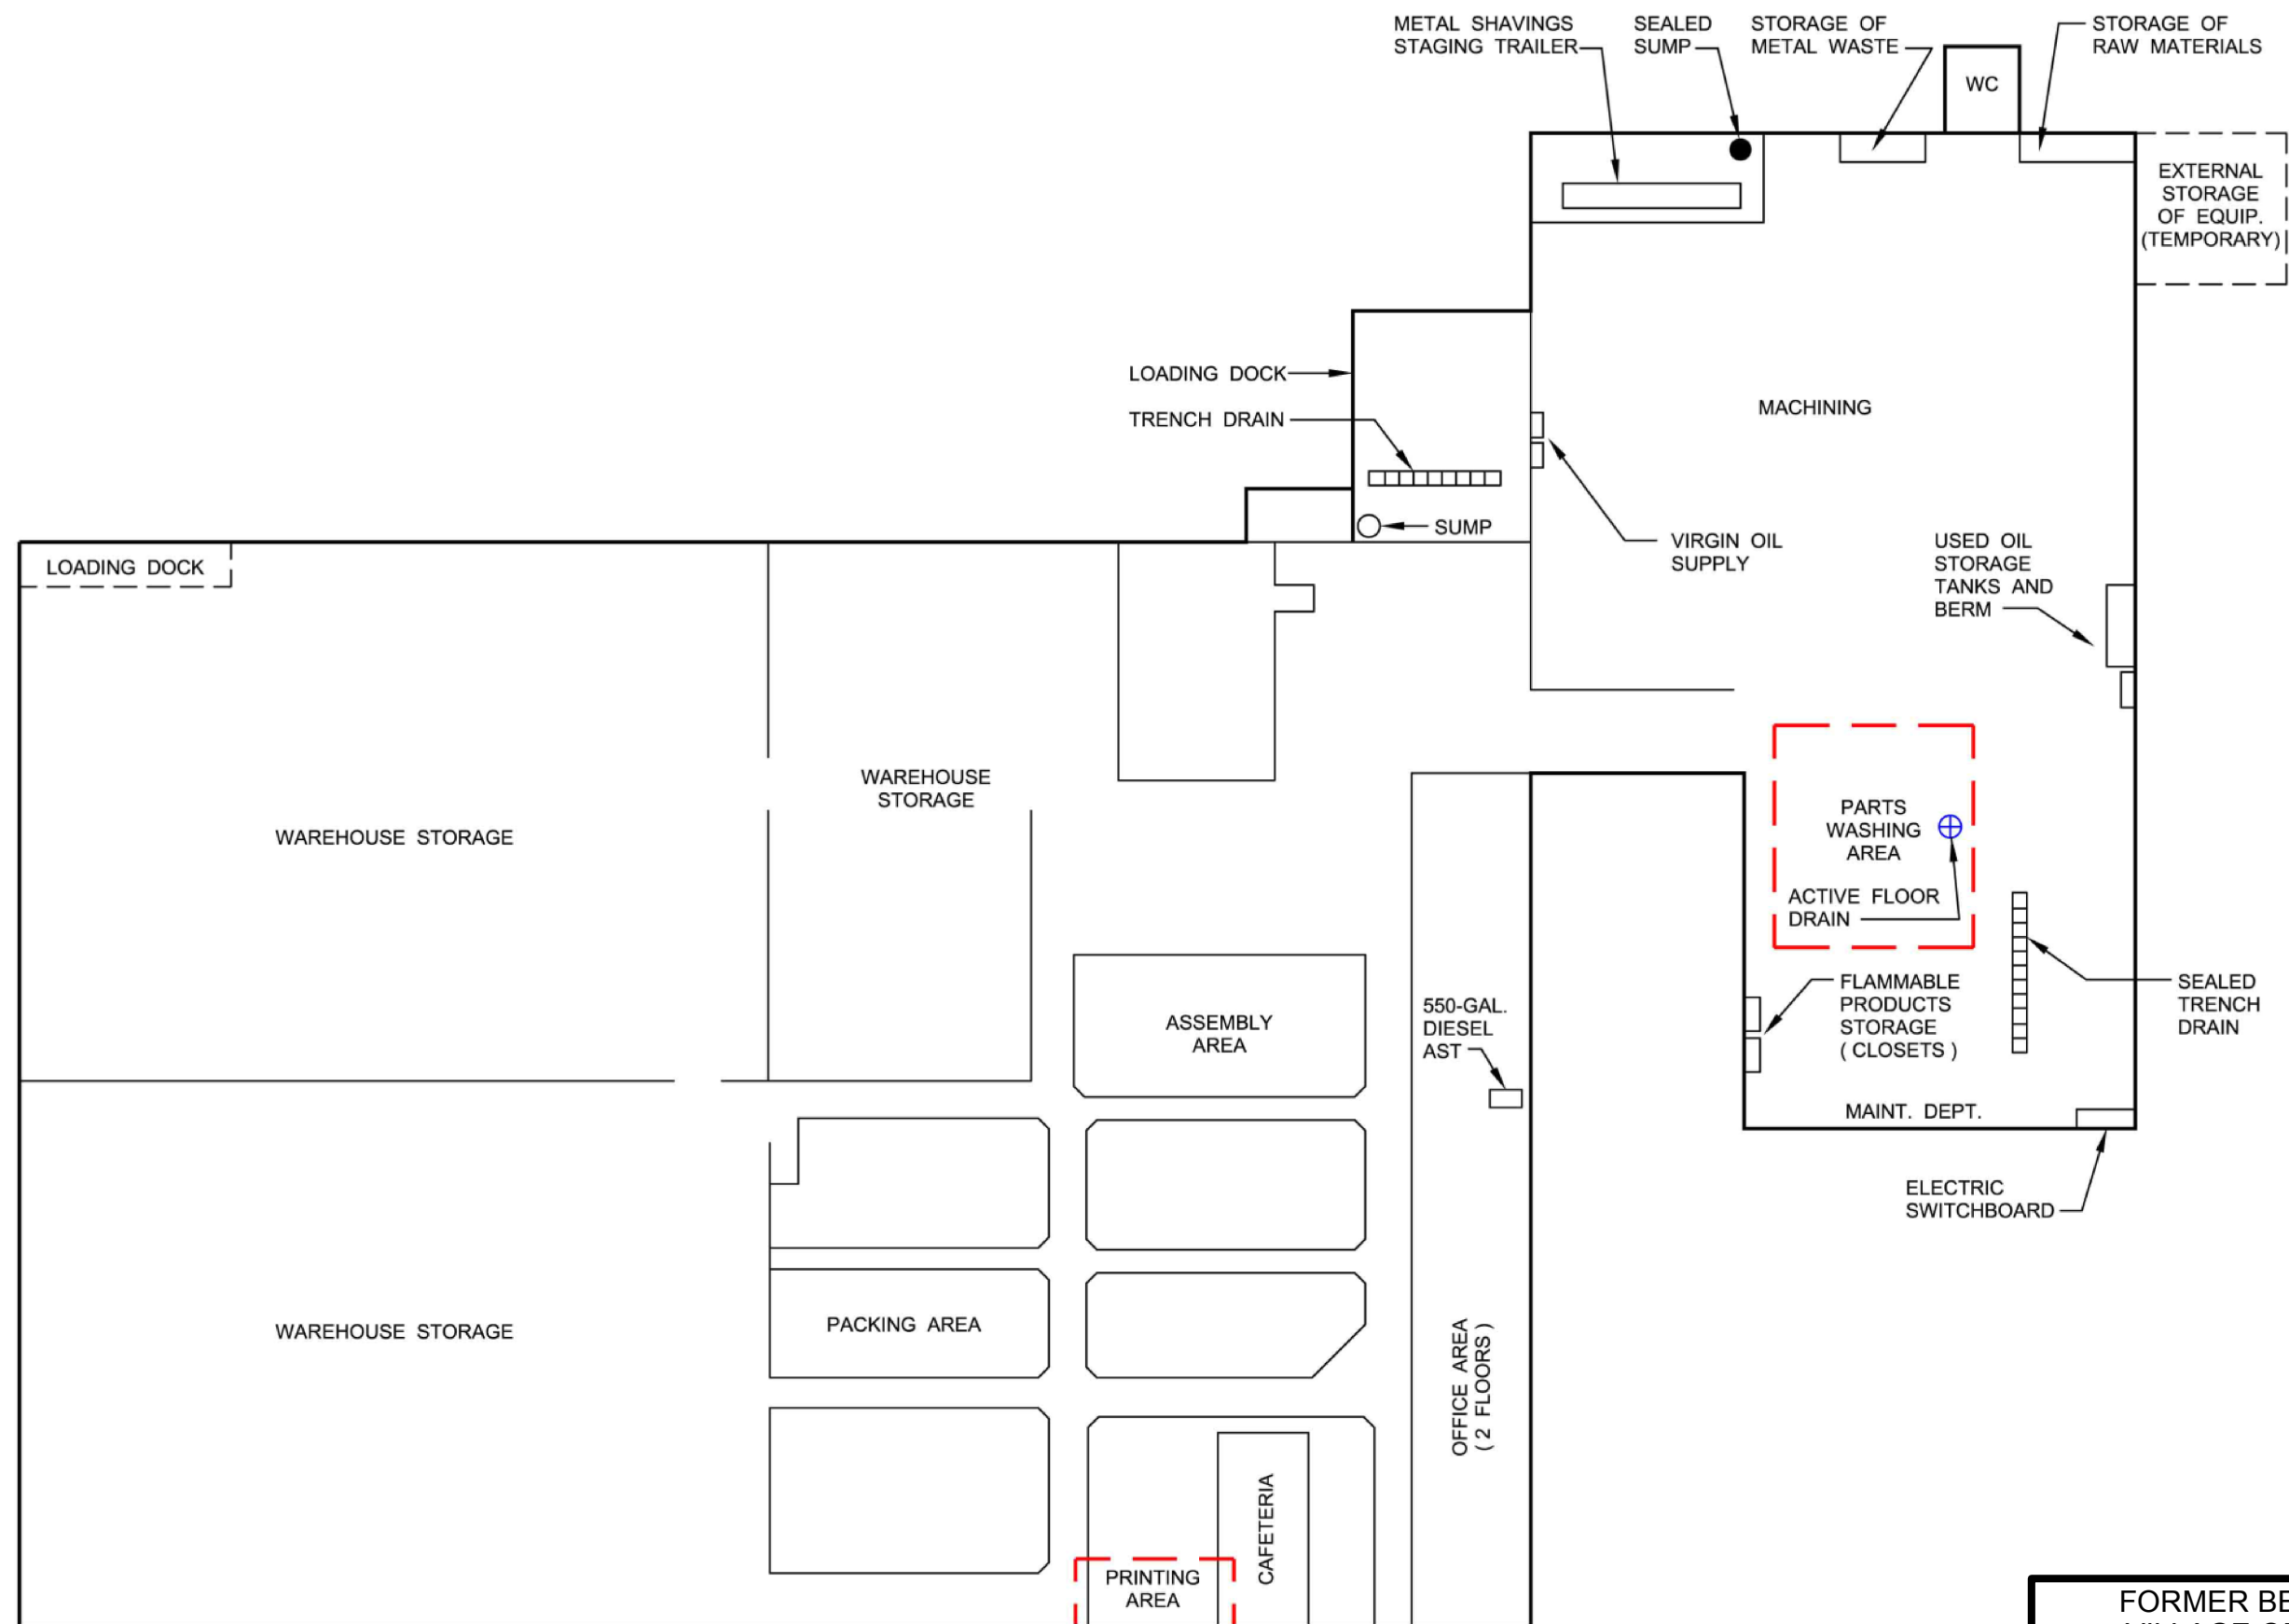 METAL SHAVINGS
STAGING TRAILER
SEALED
SUMP
STORAGE OF
METAL WASTE
STORAGE OF
RAW MATERIALS
WC
EXTERNAL
STORAGE
OF EQUIP.
(TEMPORARY)
LOADING DOCK
TRENCH DRAIN
MACHINING
SUMP
VIRGIN OIL
SUPPLY
USED OIL
STORAGE
TANKS AND
BERM
LOADING DOCK
WAREHOUSE
STORAGE
WAREHOUSE STORAGE
PARTS
WASHING
AREA
ACTIVE FLOOR
DRAIN
FLAMMABLE
PRODUCTS
STORAGE
( CLOSETS )
SEALED
TRENCH
DRAIN
550-GAL.
DIESEL
AST
ASSEMBLY
AREA
MAINT. DEPT.
ELECTRIC
SWITCHBOARD
WAREHOUSE STORAGE
PACKING AREA
OFFICE AREA
( 2 FLOORS )
CAFETERIA
PRINTING
AREA
FORMER